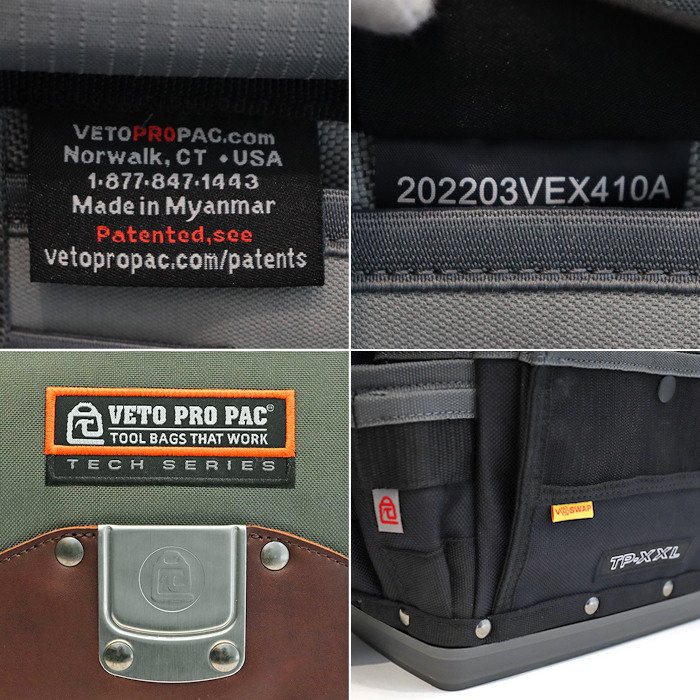 VETOPROPAC.com
Norwalk, CT • USA
1-877-847-1443
Made in Myanmar
Patented, see
vetopropac.com/patents
202203VEX410A
VETO PRO PAC®
TOOL BAGS THAT WORK
TECH SERIES
VSWAP
TP-XXL